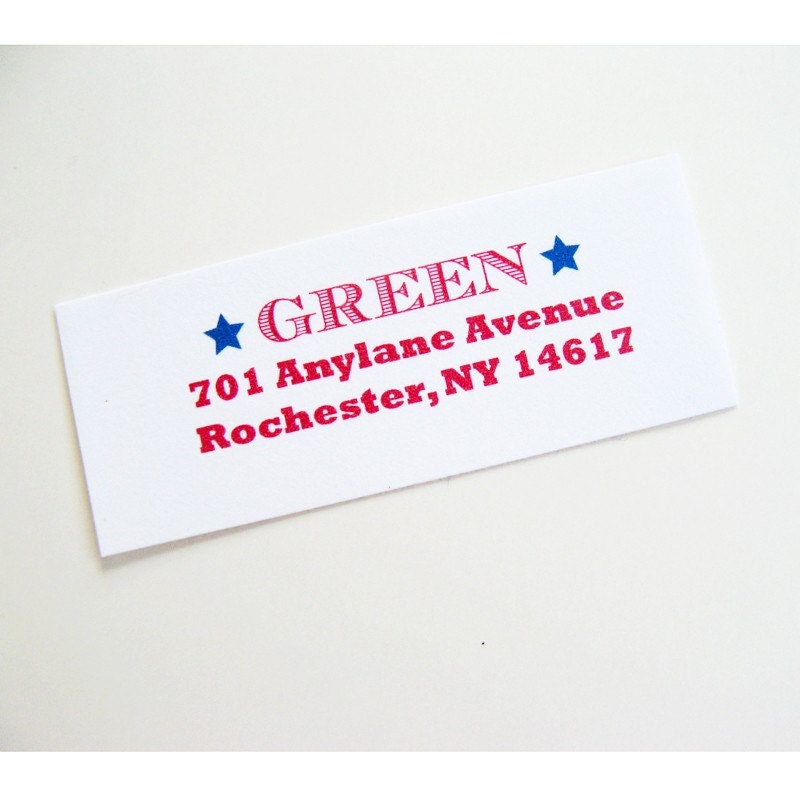 GREEN
701 Anylane Avenue
Rochester, NY 14617